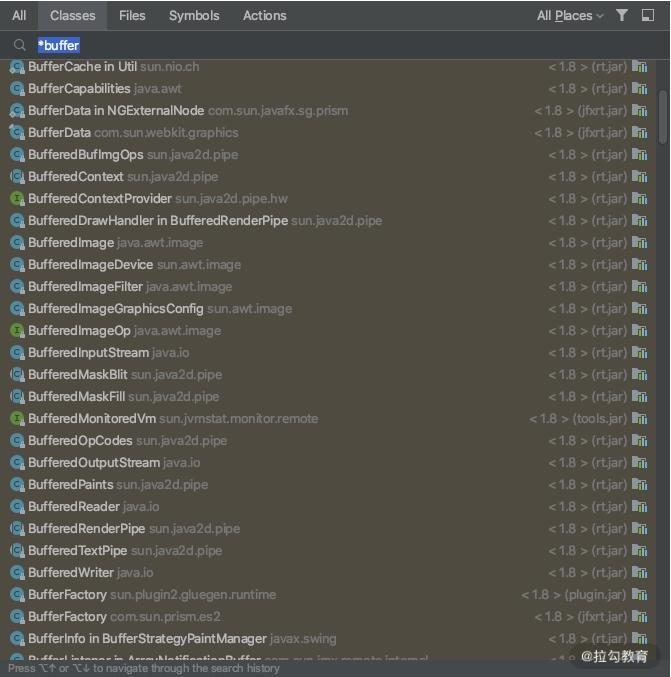 All Classes Files Symbols Actions All Places
*buffer
BufferCache in Util sun.nio.ch < 1.8 > (rt.jar)
BufferCapabilities java.awt < 1.8 > (rt.jar)
BufferData in NGExternalNode com.sun.javafx.sg.prism < 1.8 > (jfxrt.jar)
BufferData com.sun.webkit.graphics < 1.8 > (jfxrt.jar)
BufferedBufImgOps sun.java2d.pipe < 1.8 > (rt.jar)
BufferedContext sun.java2d.pipe < 1.8 > (rt.jar)
BufferedContextProvider sun.java2d.pipe.hw < 1.8 > (rt.jar)
BufferedDrawHandler in BufferedRenderPipe sun.java2d.pipe < 1.8 > (rt.jar)
BufferedImage java.awt.image < 1.8 > (rt.jar)
BufferedImageDevice sun.awt.image < 1.8 > (rt.jar)
BufferedImageFilter java.awt.image < 1.8 > (rt.jar)
BufferedImageGraphicsConfig sun.awt.image < 1.8 > (rt.jar)
BufferedImageOp java.awt.image < 1.8 > (rt.jar)
BufferedInputStream java.io < 1.8 > (rt.jar)
BufferedMaskBlit sun.java2d.pipe < 1.8 > (rt.jar)
BufferedMaskFill sun.java2d.pipe < 1.8 > (rt.jar)
BufferedMonitoredVm sun.jvmstat.monitor.remote < 1.8 > (tools.jar)
BufferedOpCodes sun.java2d.pipe < 1.8 > (rt.jar)
BufferedOutputStream java.io < 1.8 > (rt.jar)
BufferedPaints sun.java2d.pipe < 1.8 > (rt.jar)
BufferedReader java.io < 1.8 > (rt.jar)
BufferedRenderPipe sun.java2d.pipe < 1.8 > (rt.jar)
BufferedTextPipe sun.java2d.pipe < 1.8 > (rt.jar)
BufferedWriter java.io < 1.8 > (rt.jar)
BufferFactory sun.plugin2.gluegen.runtime < 1.8 > (plugin.jar)
BufferFactory com.sun.prism.es2 < 1.8 > (jfxrt.jar)
BufferInfo in BufferStrategyPaintManager javax.swing < 1.8 > (rt.jar)
BufferListener in ArrayNotificationBuffer com.sun.jmx.remote.internal
@拉勾教育
Press ⌥↑ or ⌥↓ to navigate through the search history